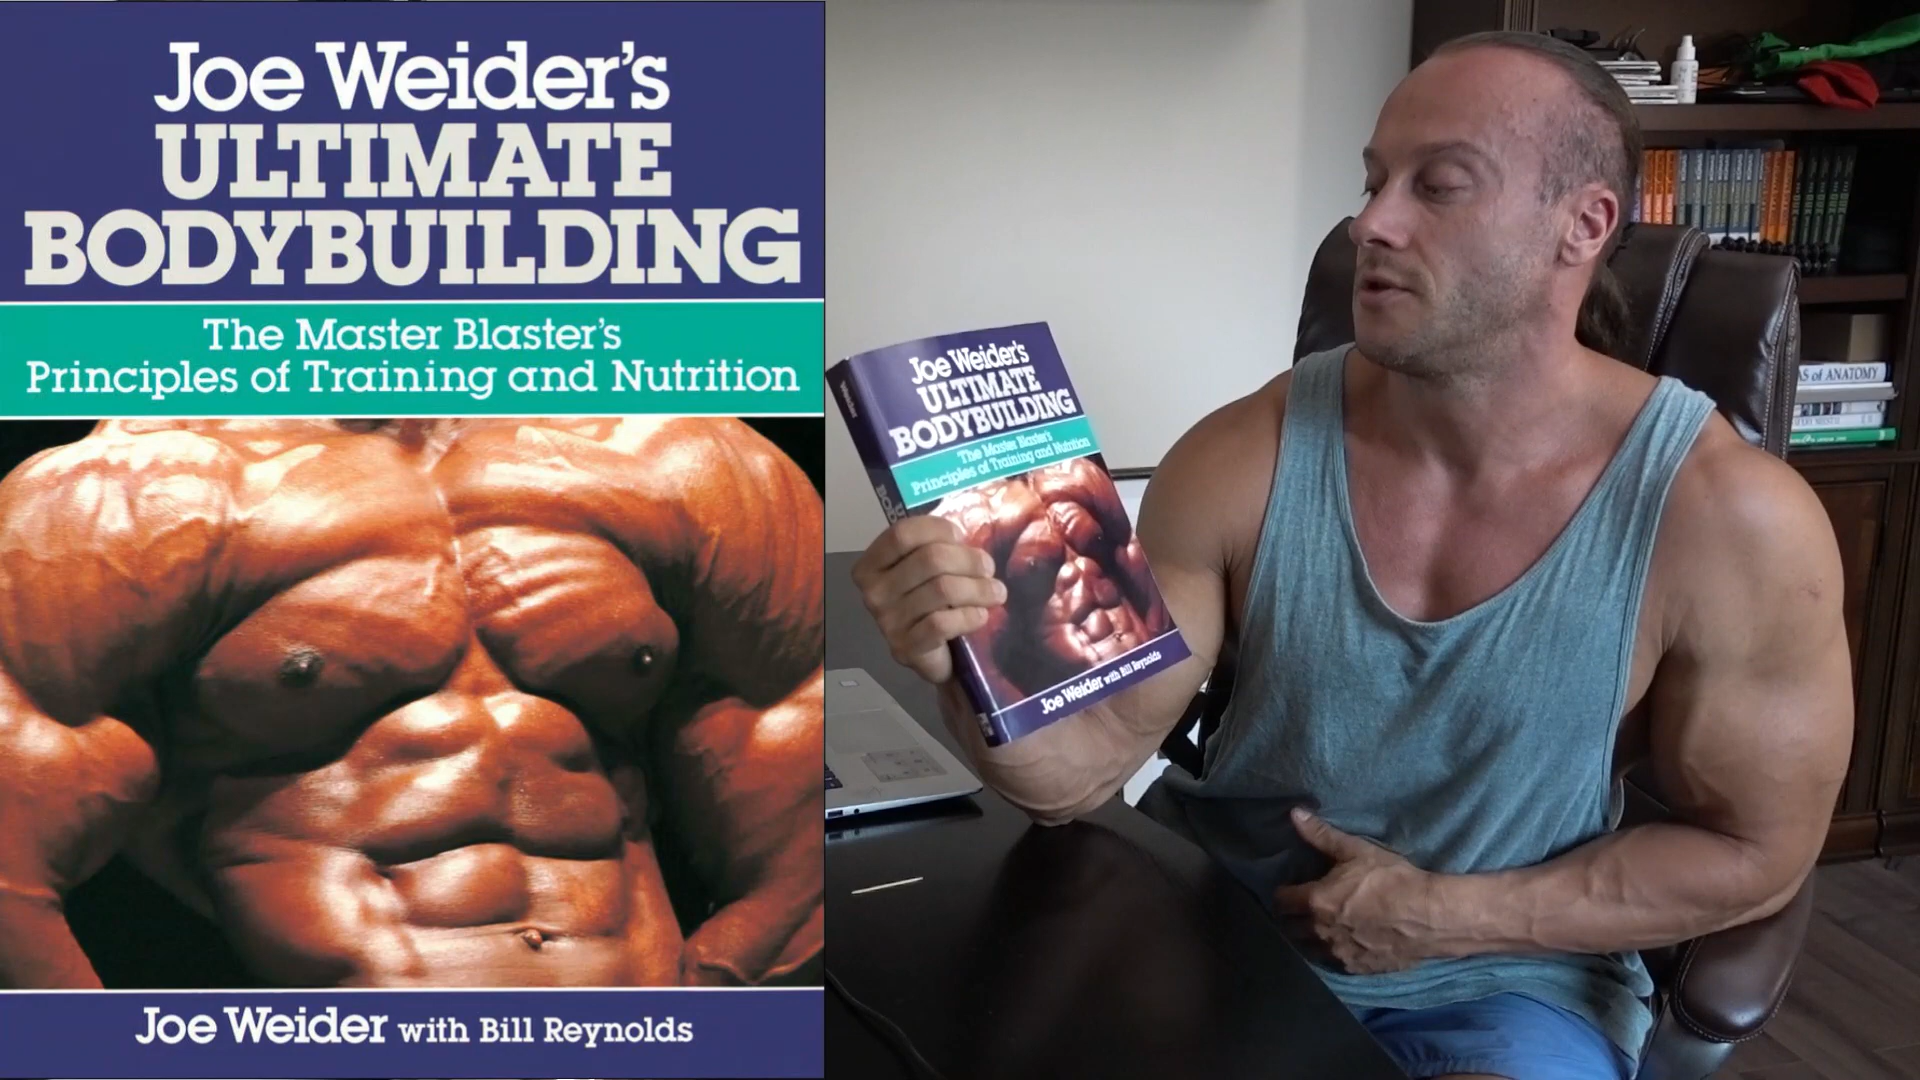 Joe Weider's
ULTIMATE
BODYBUILDING
The Master Blaster's
Principles of Training and Nutrition
Joe Weider with Bill Reynolds
Joe Weider's
ULTIMATE
BODYBUILDING
The Master Blaster's
Principles of Training and Nutrition
Joe Weider with Bill Reynolds
Weider
of ANATOMY